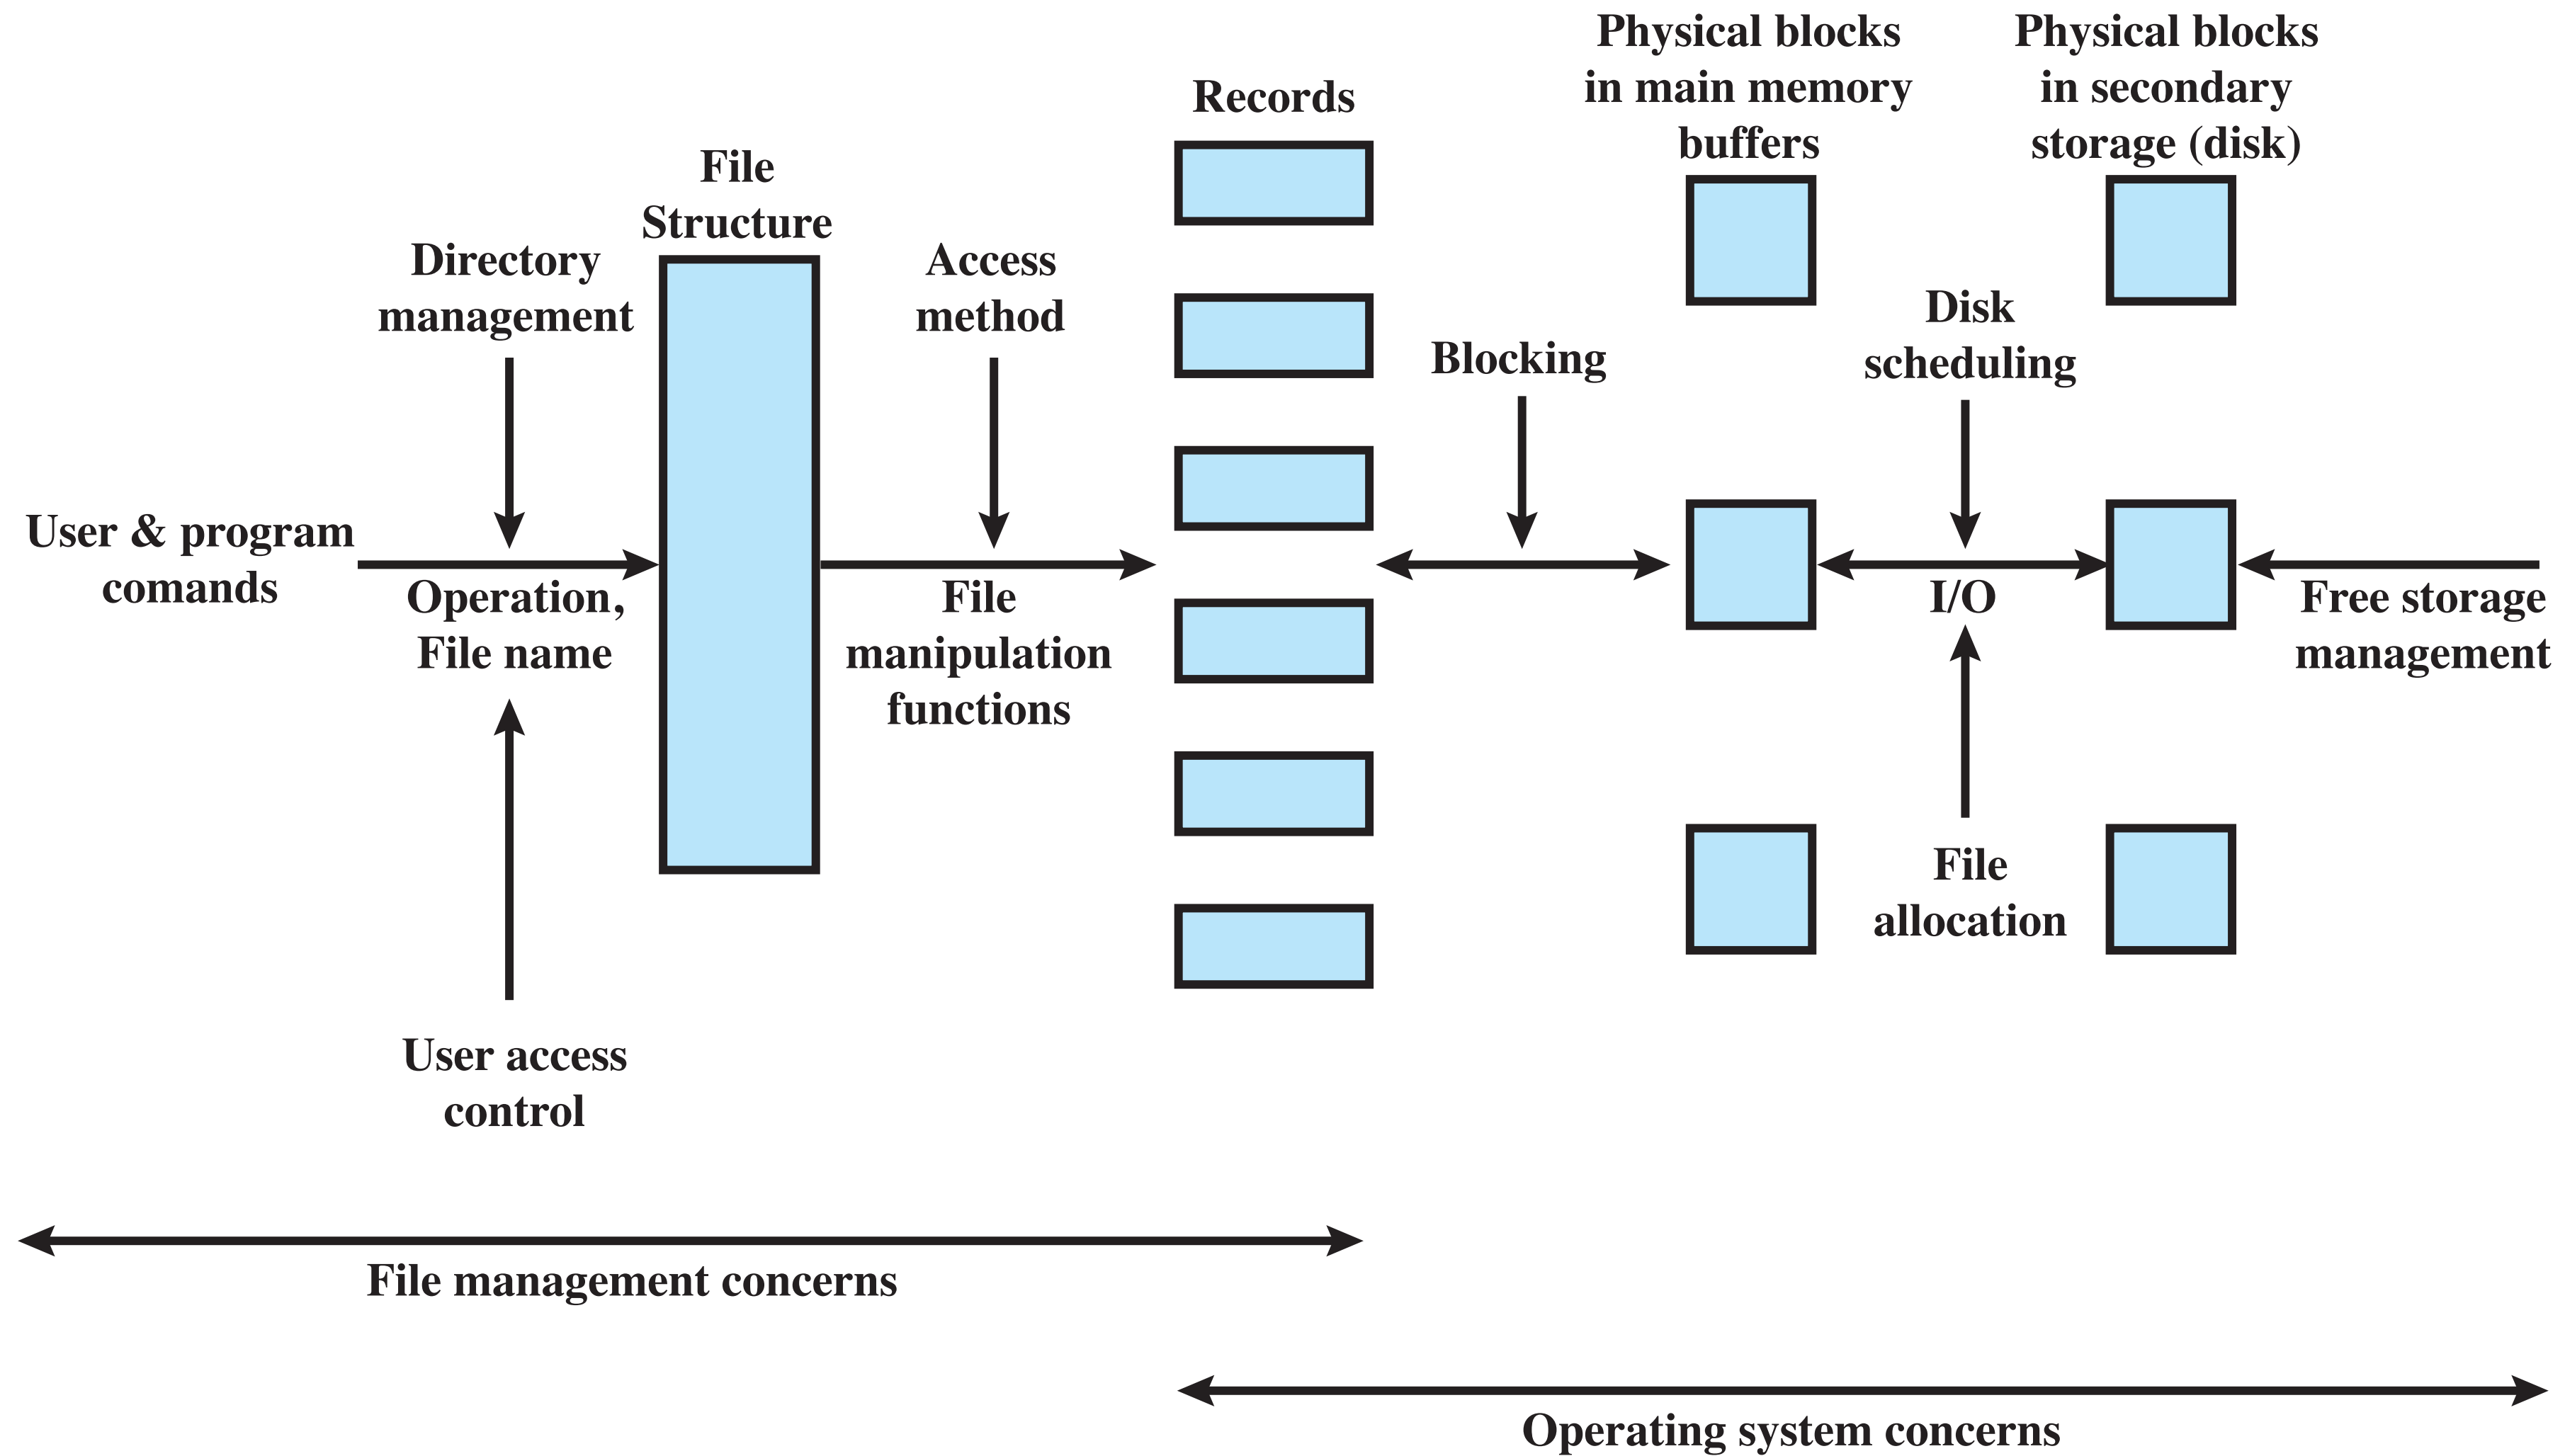 Physical blocks
in main memory
buffers
Physical blocks
in secondary
storage (disk)
Records
File
Structure
Directory
management
Access
method
Blocking
Disk
scheduling
User & program
comands
Operation,
File name
File
manipulation
functions
I/O
Free storage
management
File
allocation
User access
control
File management concerns
Operating system concerns